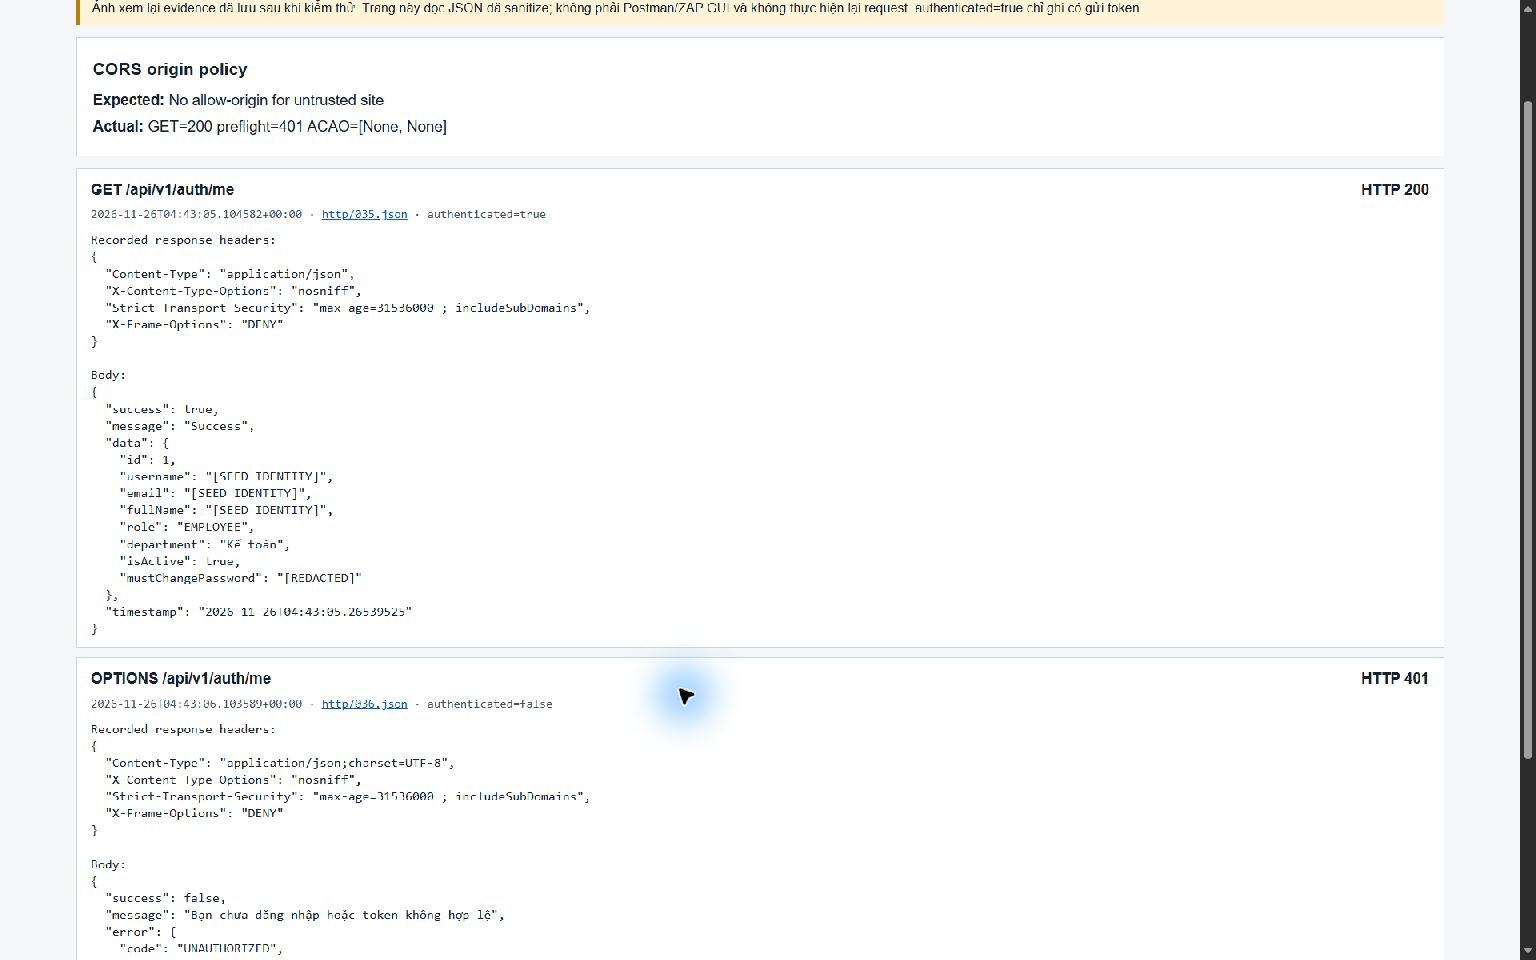 Ảnh xem lại evidence đã lưu sau khi kiểm thử. Trang này đọc JSON đã sanitize; không phải Postman/ZAP GUI và không thực hiện lại request. authenticated=true chỉ ghi có gửi token.
CORS origin policy
Expected: No allow-origin for untrusted site
Actual: GET=200 preflight=401 ACAO=[None, None]
GET /api/v1/auth/me HTTP 200
2026-11-26T04:43:05.104582+00:00 · http/035.json · authenticated=true
Recorded response headers:
{
"Content-Type": "application/json",
"X-Content-Type-Options": "nosniff",
"Strict-Transport-Security": "max-age=31536000 ; includeSubDomains",
"X-Frame-Options": "DENY"
}
Body:
{
"success": true,
"message": "Success",
"data": {
"id": 1,
"username": "[SEED IDENTITY]",
"email": "[SEED IDENTITY]",
"fullName": "[SEED IDENTITY]",
"role": "EMPLOYEE",
"department": "Kế toán",
"isActive": true,
"mustChangePassword": "[REDACTED]"
},
"timestamp": "2026-11-26T04:43:05.26539525"
}
OPTIONS /api/v1/auth/me HTTP 401
2026-11-26T04:43:06.103589+00:00 · http/036.json · authenticated=false
Recorded response headers:
{
"Content-Type": "application/json;charset=UTF-8",
"X-Content-Type-Options": "nosniff",
"Strict-Transport-Security": "max-age=31536000 ; includeSubDomains",
"X-Frame-Options": "DENY"
}
Body:
{
"success": false,
"message": "Bạn chưa đăng nhập hoặc token không hợp lệ",
"error": {
"code": "UNAUTHORIZED",